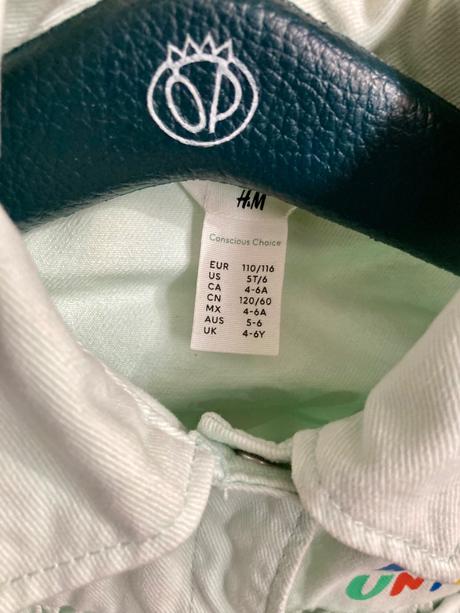 OP
H&M
Conscious Choice
EUR 110/116
US 5T/6
CA 4-6A
CN 120/60
MX 4-6A
AUS 5-6
UK 4-6Y